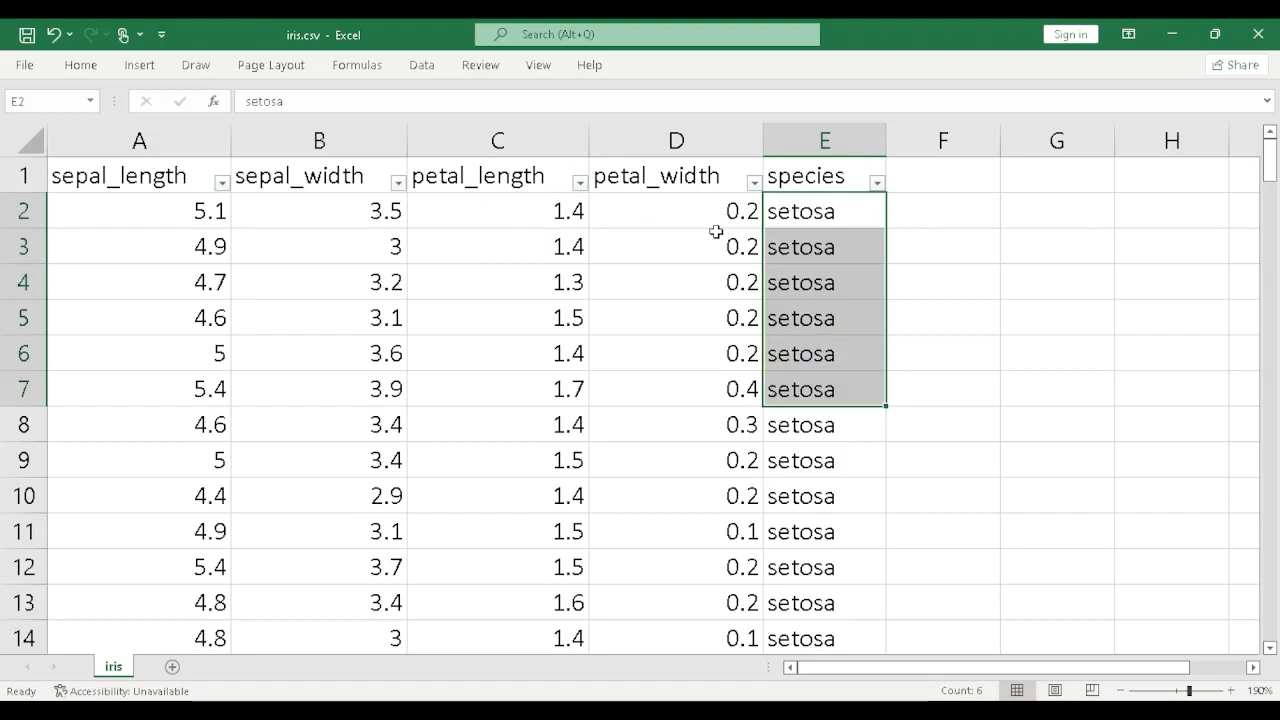 iris.csv - Excel
Search (Alt+Q)
Sign in
File Home Insert Draw Page Layout Formulas Data Review View Help
Share
E2 fx setosa
A B C D E F G H
1 sepal_length sepal_width petal_length petal_width species
2 5.1 3.5 1.4 0.2 setosa
3 4.9 3 1.4 0.2 setosa
4 4.7 3.2 1.3 0.2 setosa
5 4.6 3.1 1.5 0.2 setosa
6 5 3.6 1.4 0.2 setosa
7 5.4 3.9 1.7 0.4 setosa
8 4.6 3.4 1.4 0.3 setosa
9 5 3.4 1.5 0.2 setosa
10 4.4 2.9 1.4 0.2 setosa
11 4.9 3.1 1.5 0.1 setosa
12 5.4 3.7 1.5 0.2 setosa
13 4.8 3.4 1.6 0.2 setosa
14 4.8 3 1.4 0.1 setosa
iris
Ready Accessibility: Unavailable Count: 6 190%